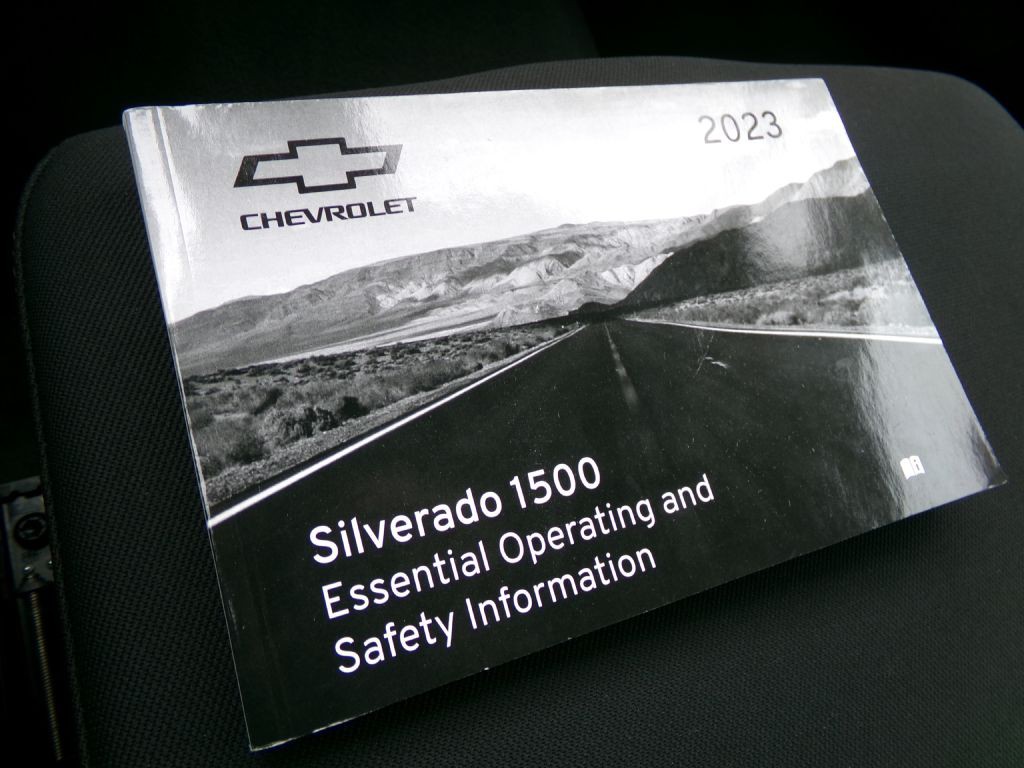 2023
CHEVROLET
Silverado 1500
Essential Operating and
Safety Information